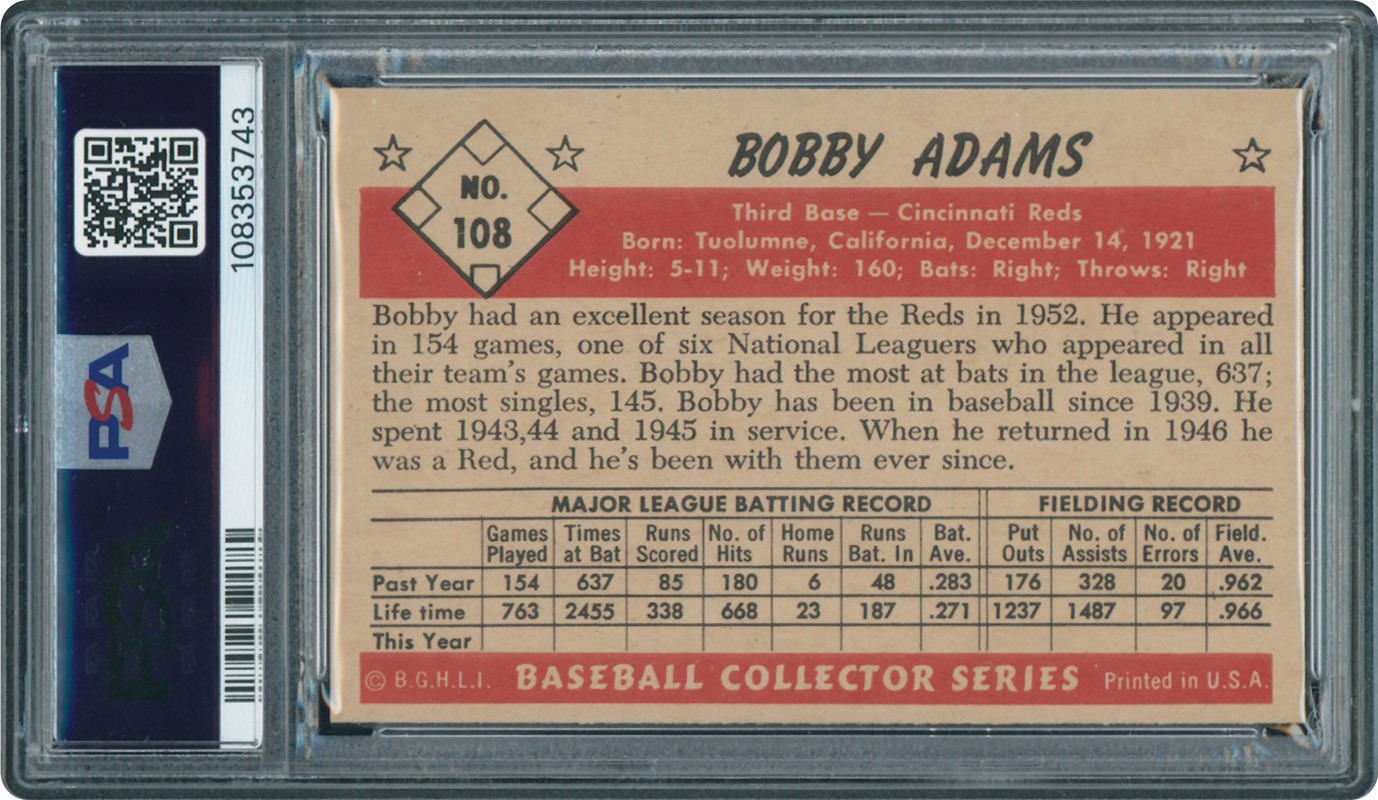 PSA
108353743
NO.
108
BOBBY ADAMS
Third Base — Cincinnati Reds
Born: Tuolumne, California, December 14, 1921
Height: 5-11; Weight: 160; Bats: Right; Throws: Right
Bobby had an excellent season for the Reds in 1952. He appeared
in 154 games, one of six National Leaguers who appeared in all
their team's games. Bobby had the most at bats in the league, 637;
the most singles, 145. Bobby has been in baseball since 1939. He
spent 1943,44 and 1945 in service. When he returned in 1946 he
was a Red, and he's been with them ever since.
MAJOR LEAGUE BATTING RECORD FIELDING RECORD
Games Times Runs No. of Home Runs Bat. Put No. of No. of Field.
Played at Bat Scored Hits Runs Bat. In Ave. Outs Assists Errors Ave.
Past Year 154 637 85 180 6 48 .283 176 328 20 .962
Life time 763 2455 338 668 23 187 .271 1237 1487 97 .966
This Year
© B.G.H.L.I. BASEBALL COLLECTOR SERIES Printed in U.S.A.